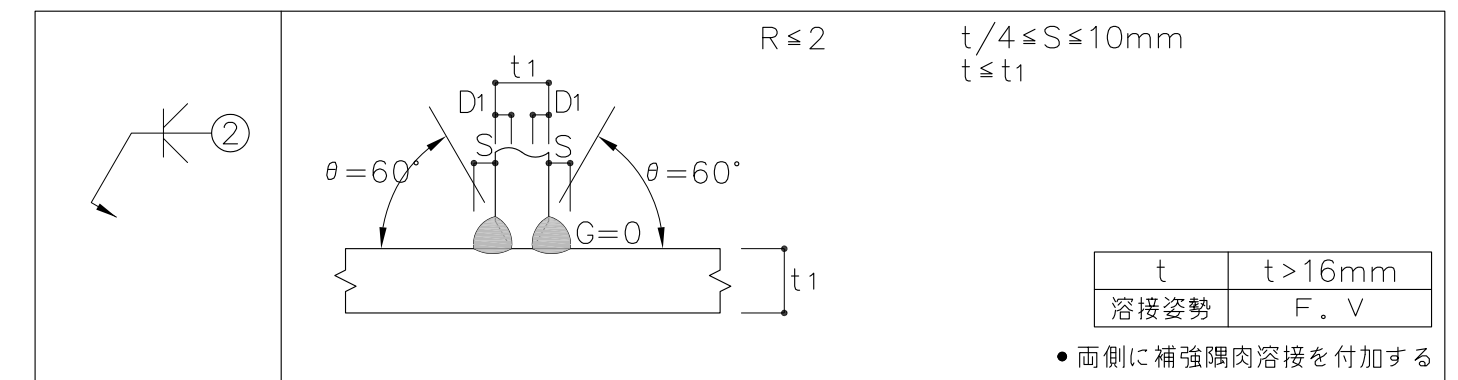 ②
R≦2
t/4≦S≦10mm
t≦t1
t1
D1 D1
S S
θ=60°
θ=60°
G=0
t1
t t>16mm
溶接姿勢 F。V
●両側に補強隅肉溶接を付加する